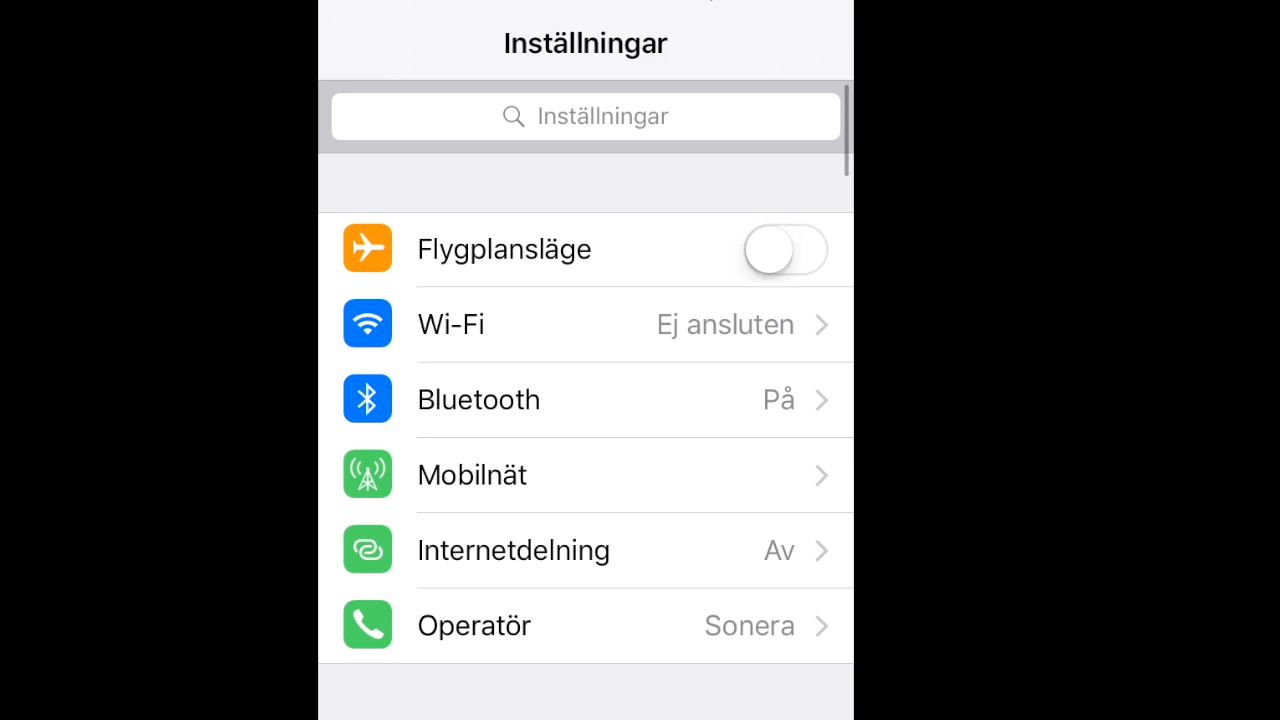 Inställningar
Inställningar
Flygplansläge
Wi-Fi Ej ansluten
Bluetooth På
Mobilnät
Internetdelning Av
Operatör Sonera